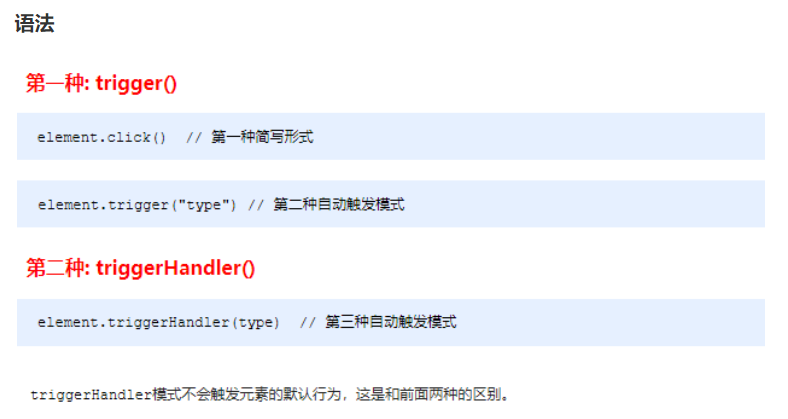 语法
第一种: trigger()
element.click()  // 第一种简写形式
element.trigger("type") // 第二种自动触发模式
第二种: triggerHandler()
element.triggerHandler(type)  // 第三种自动触发模式
triggerHandler模式不会触发元素的默认行为，这是和前面两种的区别。